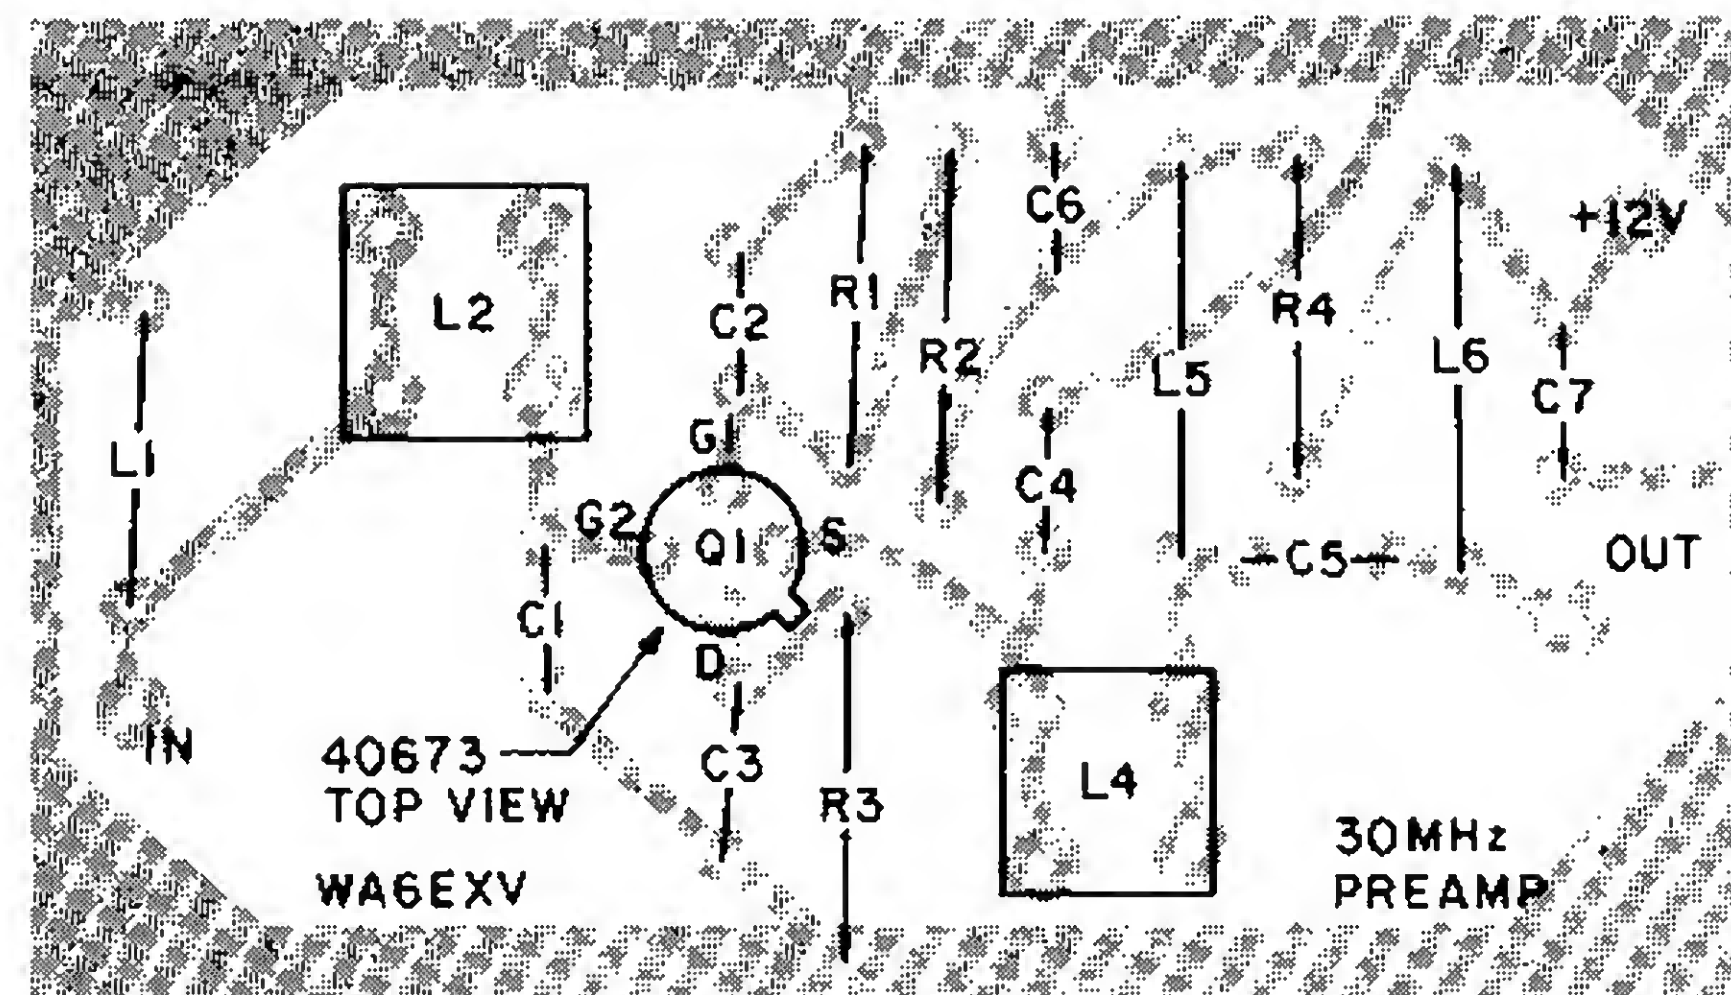 C6
+12V
L2
R1
C2
R4
R2
L6
L5
C7
G1
L1
C4
G2
S
Q1
C5
OUT
C1
D
IN
40673
TOP VIEW
C3
L4
R3
30MHz
PREAMP
WA6EXV